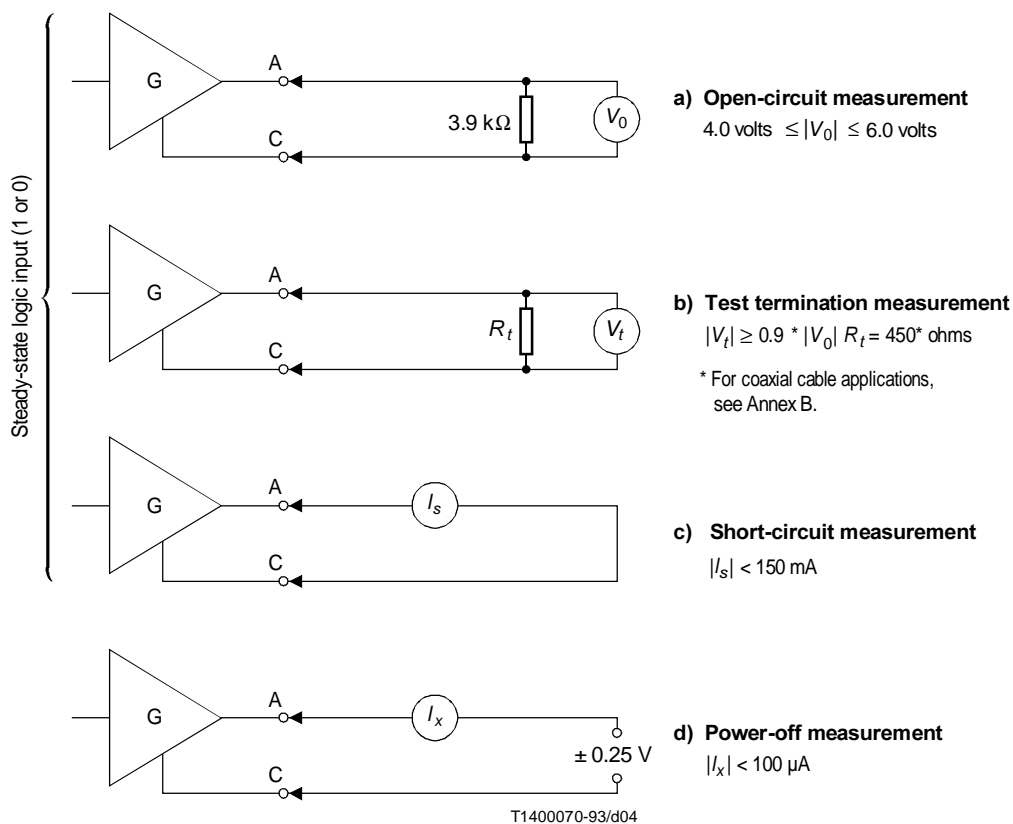 Steady-state logic input (1 or 0)
G
A
C
3.9 kΩ
V0
a) Open-circuit measurement
4.0 volts ≤ |V0| ≤ 6.0 volts
G
A
C
Rt
Vt
b) Test termination measurement
|Vt| ≥ 0.9 * |V0| Rt = 450* ohms
* For coaxial cable applications,
see Annex B.
G
A
C
Is
c) Short-circuit measurement
|Is| < 150 mA
G
A
C
Ix
± 0.25 V
d) Power-off measurement
|Ix| < 100 µA
T1400070-93/d04